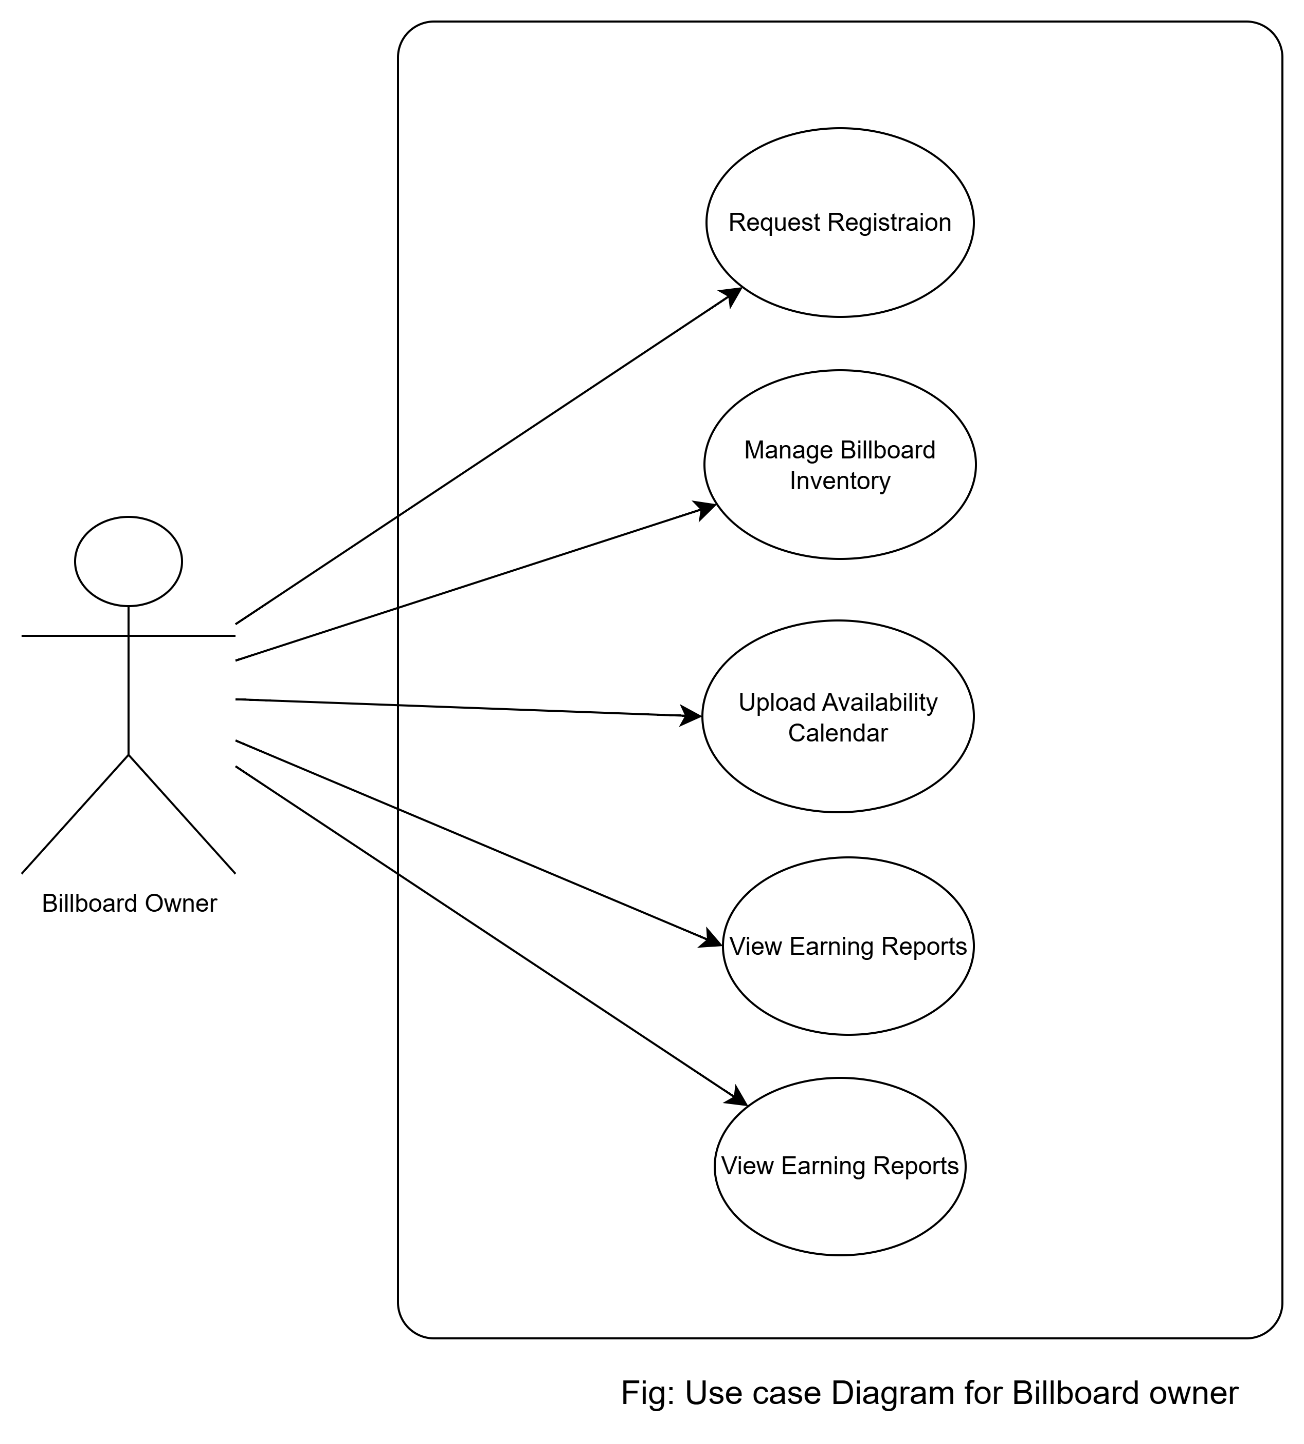 Request Registraion
Manage Billboard
Inventory
Upload Availability
Calendar
Billboard Owner
View Earning Reports
View Earning Reports
Fig: Use case Diagram for Billboard owner